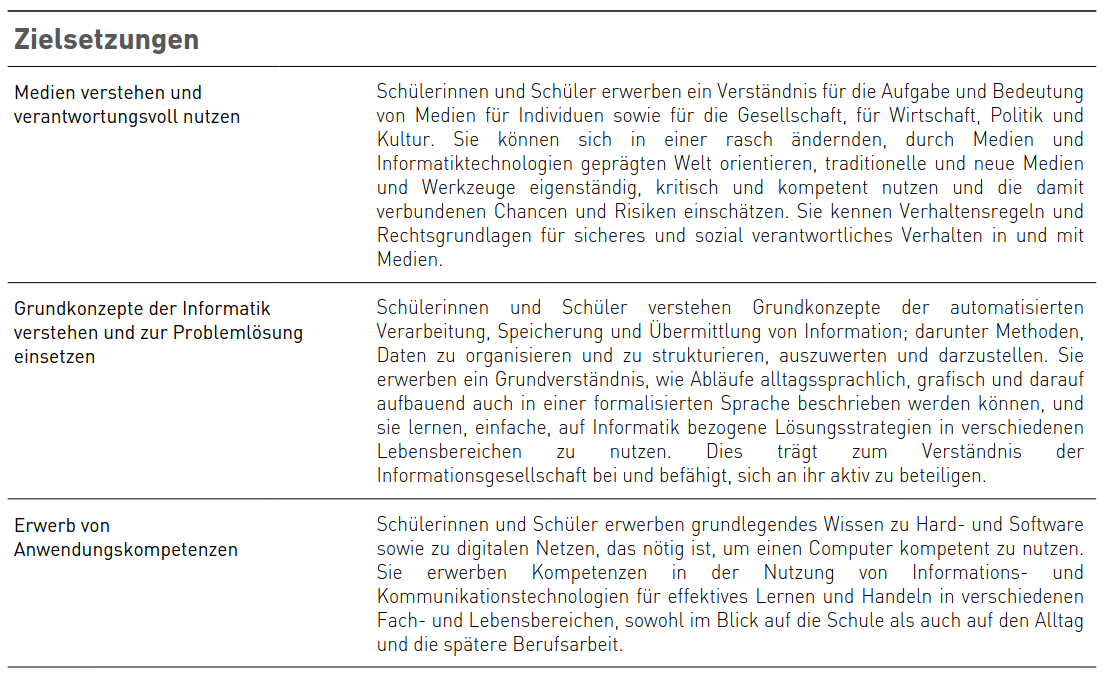 Zielsetzungen
Medien verstehen und
verantwortungsvoll nutzen
Schülerinnen und Schüler erwerben ein Verständnis für die Aufgabe und Bedeutung
von Medien für Individuen sowie für die Gesellschaft, für Wirtschaft, Politik und
Kultur. Sie können sich in einer rasch ändernden, durch Medien und
Informatiktechnologien geprägten Welt orientieren, traditionelle und neue Medien
und Werkzeuge eigenständig, kritisch und kompetent nutzen und die damit
verbundenen Chancen und Risiken einschätzen. Sie kennen Verhaltensregeln und
Rechtsgrundlagen für sicheres und sozial verantwortliches Verhalten in und mit
Medien.
Grundkonzepte der Informatik
verstehen und zur Problemlösung
einsetzen
Schülerinnen und Schüler verstehen Grundkonzepte der automatisierten
Verarbeitung, Speicherung und Übermittlung von Information; darunter Methoden,
Daten zu organisieren und zu strukturieren, auszuwerten und darzustellen. Sie
erwerben ein Grundverständnis, wie Abläufe alltagssprachlich, grafisch und darauf
aufbauend auch in einer formalisierten Sprache beschrieben werden können, und
sie lernen, einfache, auf Informatik bezogene Lösungsstrategien in verschiedenen
Lebensbereichen zu nutzen. Dies trägt zum Verständnis der
Informationsgesellschaft bei und befähigt, sich an ihr aktiv zu beteiligen.
Erwerb von
Anwendungskompetenzen
Schülerinnen und Schüler erwerben grundlegendes Wissen zu Hard- und Software
sowie zu digitalen Netzen, das nötig ist, um einen Computer kompetent zu nutzen.
Sie erwerben Kompetenzen in der Nutzung von Informations- und
Kommunikationstechnologien für effektives Lernen und Handeln in verschiedenen
Fach- und Lebensbereichen, sowohl im Blick auf die Schule als auch auf den Alltag
und die spätere Berufsarbeit.